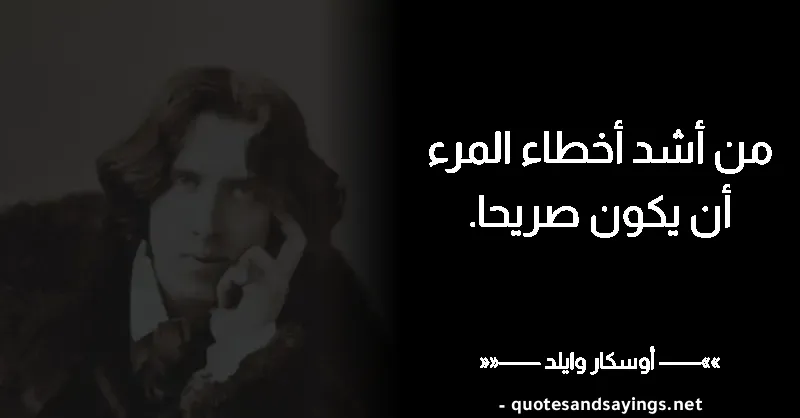 من أشد أخطاء المرء
أن يكون صريحا.
»—— أوسكار وايلد ——««
- quotesandsayings.net